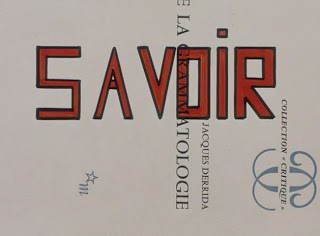 SAVOIR
E LA GRAMMATOLOGIE
JACQUES DERRIDA
COLLECTION « CRITIQUE »
m